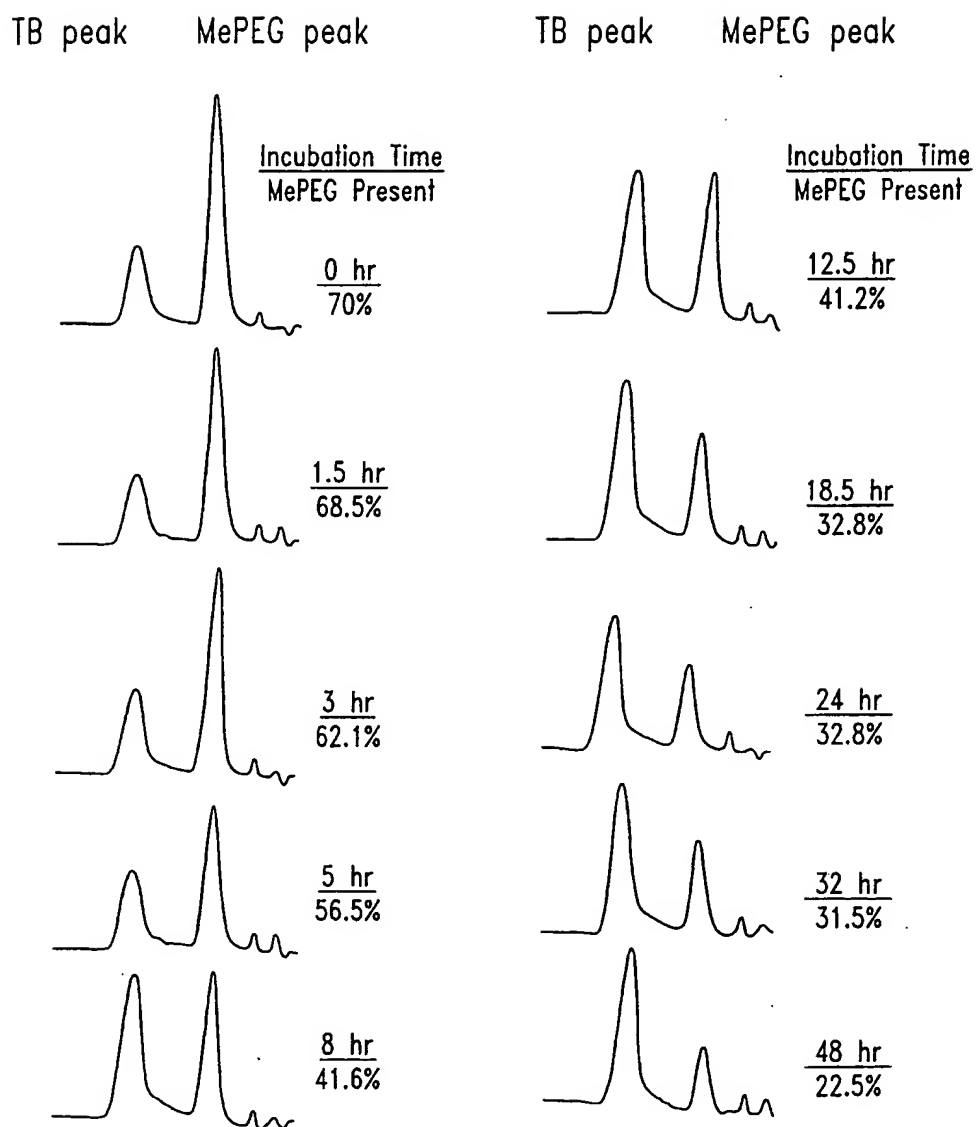 TB peak MePEG peak
Incubation Time
MePEG Present
0 hr
70%
1.5 hr
68.5%
3 hr
62.1%
5 hr
56.5%
8 hr
41.6%
TB peak MePEG peak
Incubation Time
MePEG Present
12.5 hr
41.2%
18.5 hr
32.8%
24 hr
32.8%
32 hr
31.5%
48 hr
22.5%